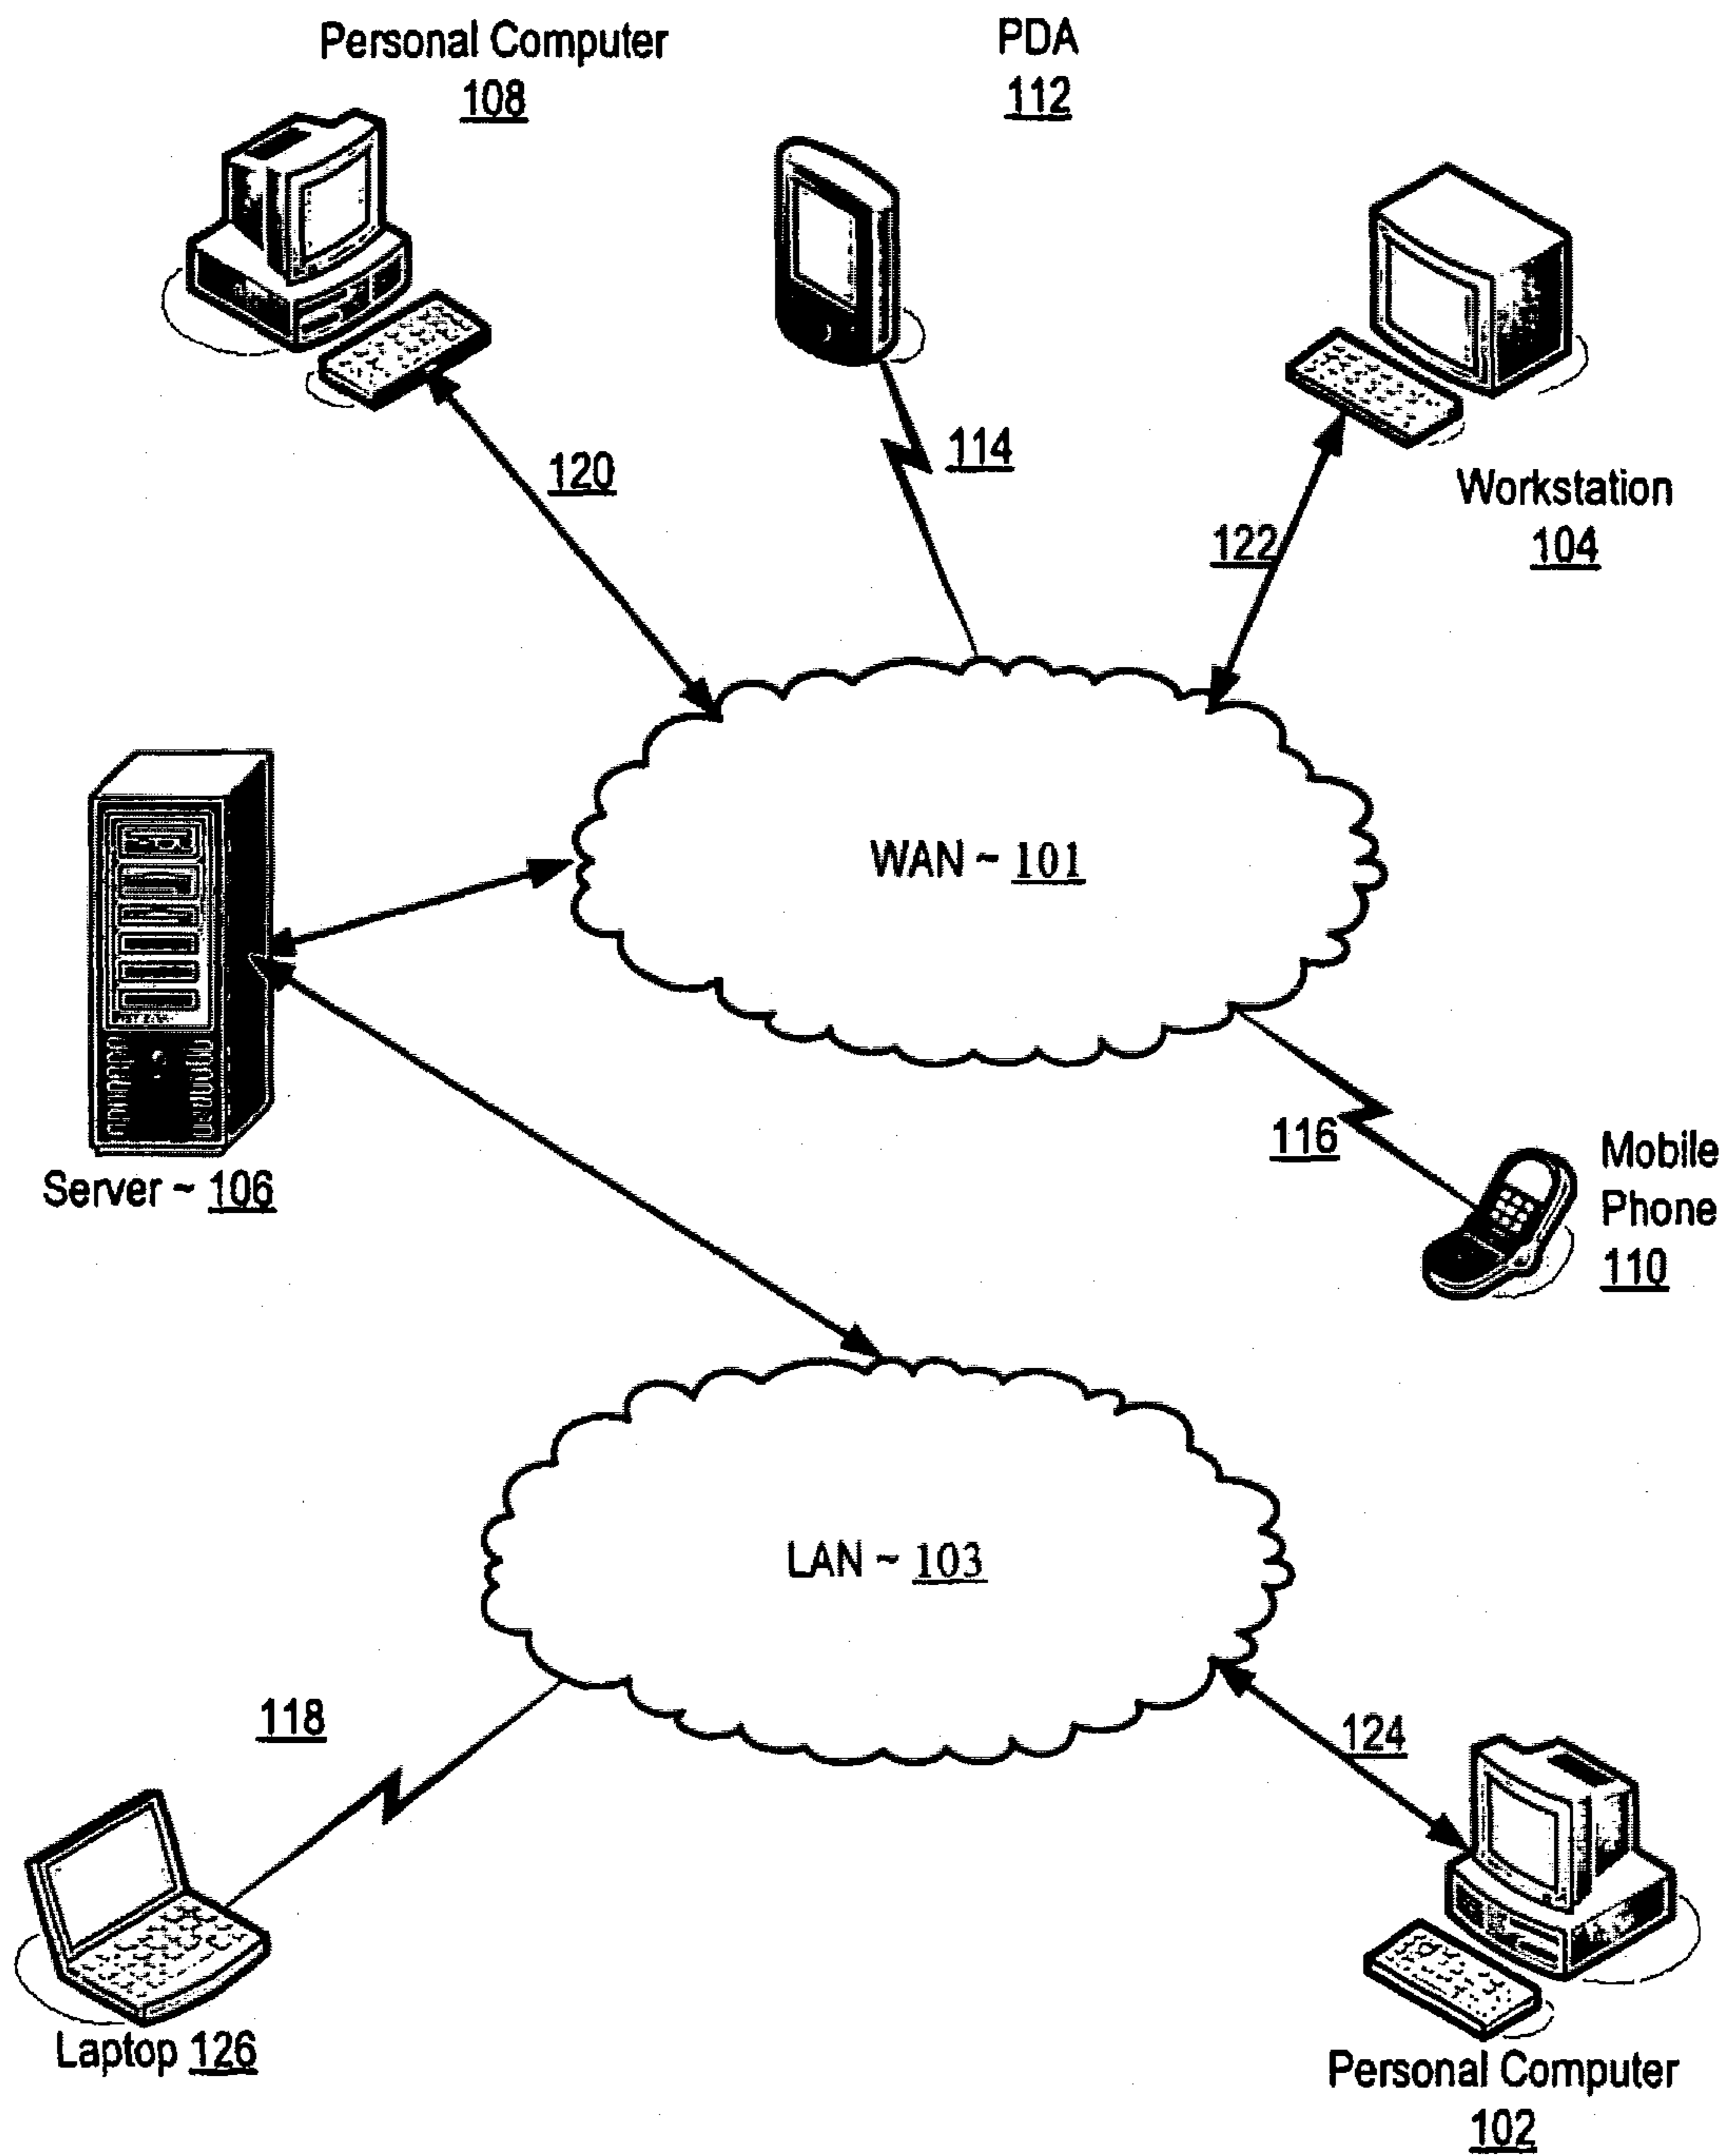 Personal Computer
108
PDA
112
120
114
122
Workstation
104
WAN ~ 101
Server ~ 106
116
Mobile
Phone
110
LAN ~ 103
118
124
Laptop 126
Personal Computer
102